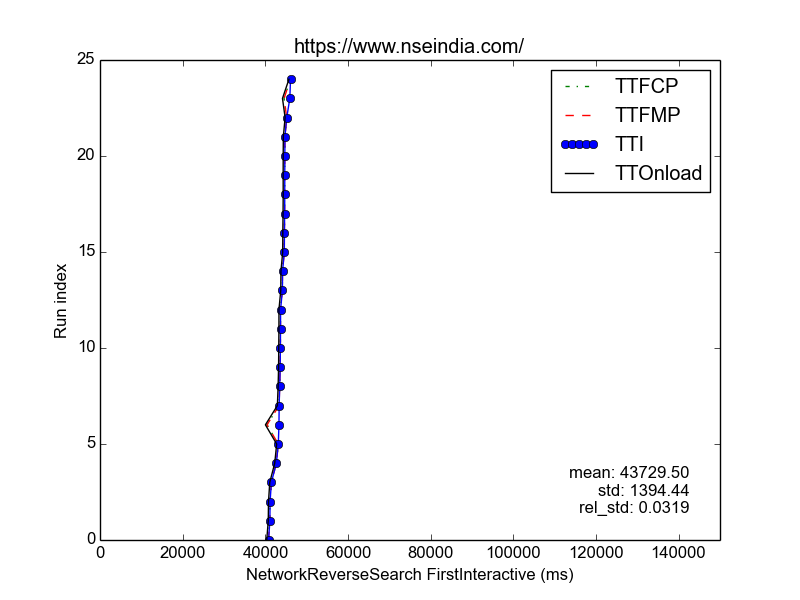 https://www.nseindia.com/
25
20
15
10
5
0
Run index
TTFCP
TTFMP
TTI
TTOnload
mean: 43729.50
std: 1394.44
rel_std: 0.0319
0 20000 40000 60000 80000 100000 120000 140000
NetworkReverseSearch FirstInteractive (ms)